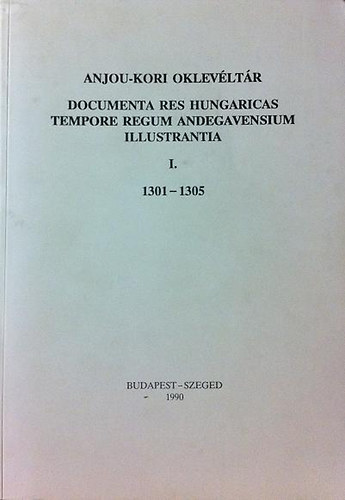 ANJOU-KORI OKLEVÉLTÁR
DOCUMENTA RES HUNGARICAS
TEMPORE REGUM ANDEGAVENSIUM
ILLUSTRANTIA
I.
1301–1305
BUDAPEST–SZEGED
1990